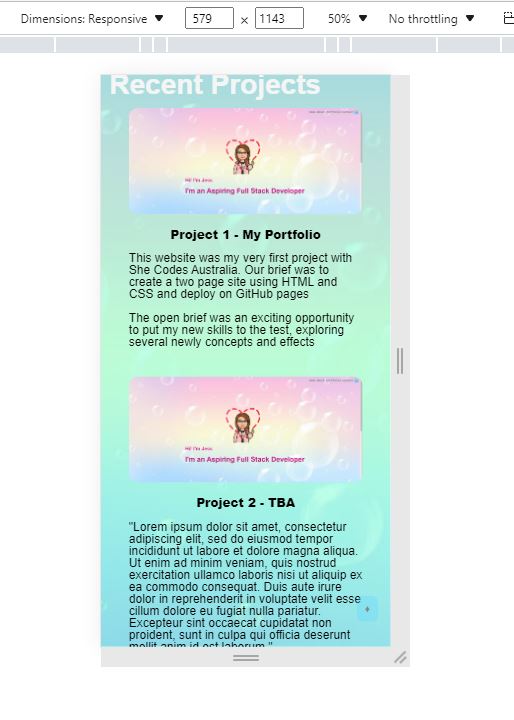 Dimensions: Responsive ▼ 579 × 1143 50% ▼ No throttling ▼
Recent Projects
Hi! I'm Jess,
I'm an Aspiring Full Stack Developer
Project 1 - My Portfolio
This website was my very first project with
She Codes Australia. Our brief was to
create a two page site using HTML and
CSS and deploy on GitHub pages
The open brief was an exciting opportunity
to put my new skills to the test, exploring
several newly concepts and effects
Hi! I'm Jess,
I'm an Aspiring Full Stack Developer
Project 2 - TBA
"Lorem ipsum dolor sit amet, consectetur
adipiscing elit, sed do eiusmod tempor
incididunt ut labore et dolore magna aliqua.
Ut enim ad minim veniam, quis nostrud
exercitation ullamco laboris nisi ut aliquip ex
ea commodo consequat. Duis aute irure
dolor in reprehenderit in voluptate velit esse
cillum dolore eu fugiat nulla pariatur.
Excepteur sint occaecat cupidatat non
proident, sunt in culpa qui officia deserunt
mollit anim id est laborum."